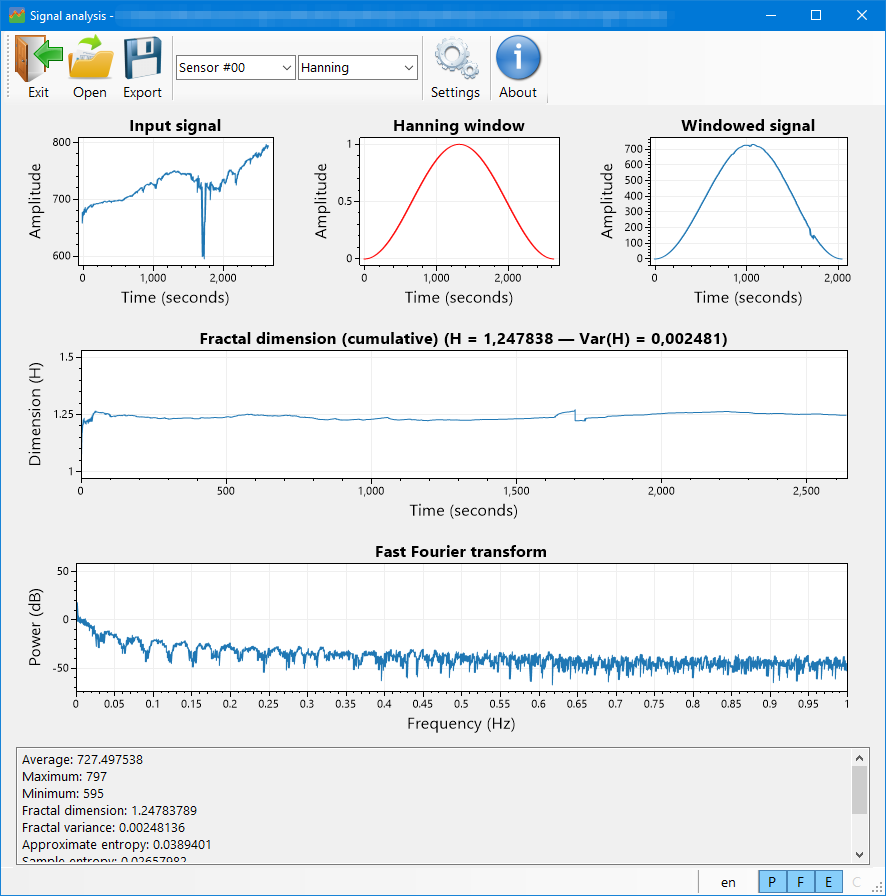 Signal analysis -
Exit Open Export Sensor #00 Hanning Settings About
Input signal
Amplitude
800
700
600
0 1,000 2,000
Time (seconds)
Hanning window
Amplitude
1
0.5
0
0 1,000 2,000
Time (seconds)
Windowed signal
Amplitude
700
600
500
400
300
200
100
0
0 1,000 2,000
Time (seconds)
Fractal dimension (cumulative) (H = 1,247838 — Var(H) = 0,002481)
Dimension (H)
1.5
1.25
1
0 500 1,000 1,500 2,000 2,500
Time (seconds)
Fast Fourier transform
Power (dB)
50
0
-50
0 0.05 0.1 0.15 0.2 0.25 0.3 0.35 0.4 0.45 0.5 0.55 0.6 0.65 0.7 0.75 0.8 0.85 0.9 0.95 1
Frequency (Hz)
Average: 727.497538
Maximum: 797
Minimum: 595
Fractal dimension: 1.24783789
Fractal variance: 0.00248136
Approximate entropy: 0.0389401
Sample entropy: 0.02657982
en P F E C